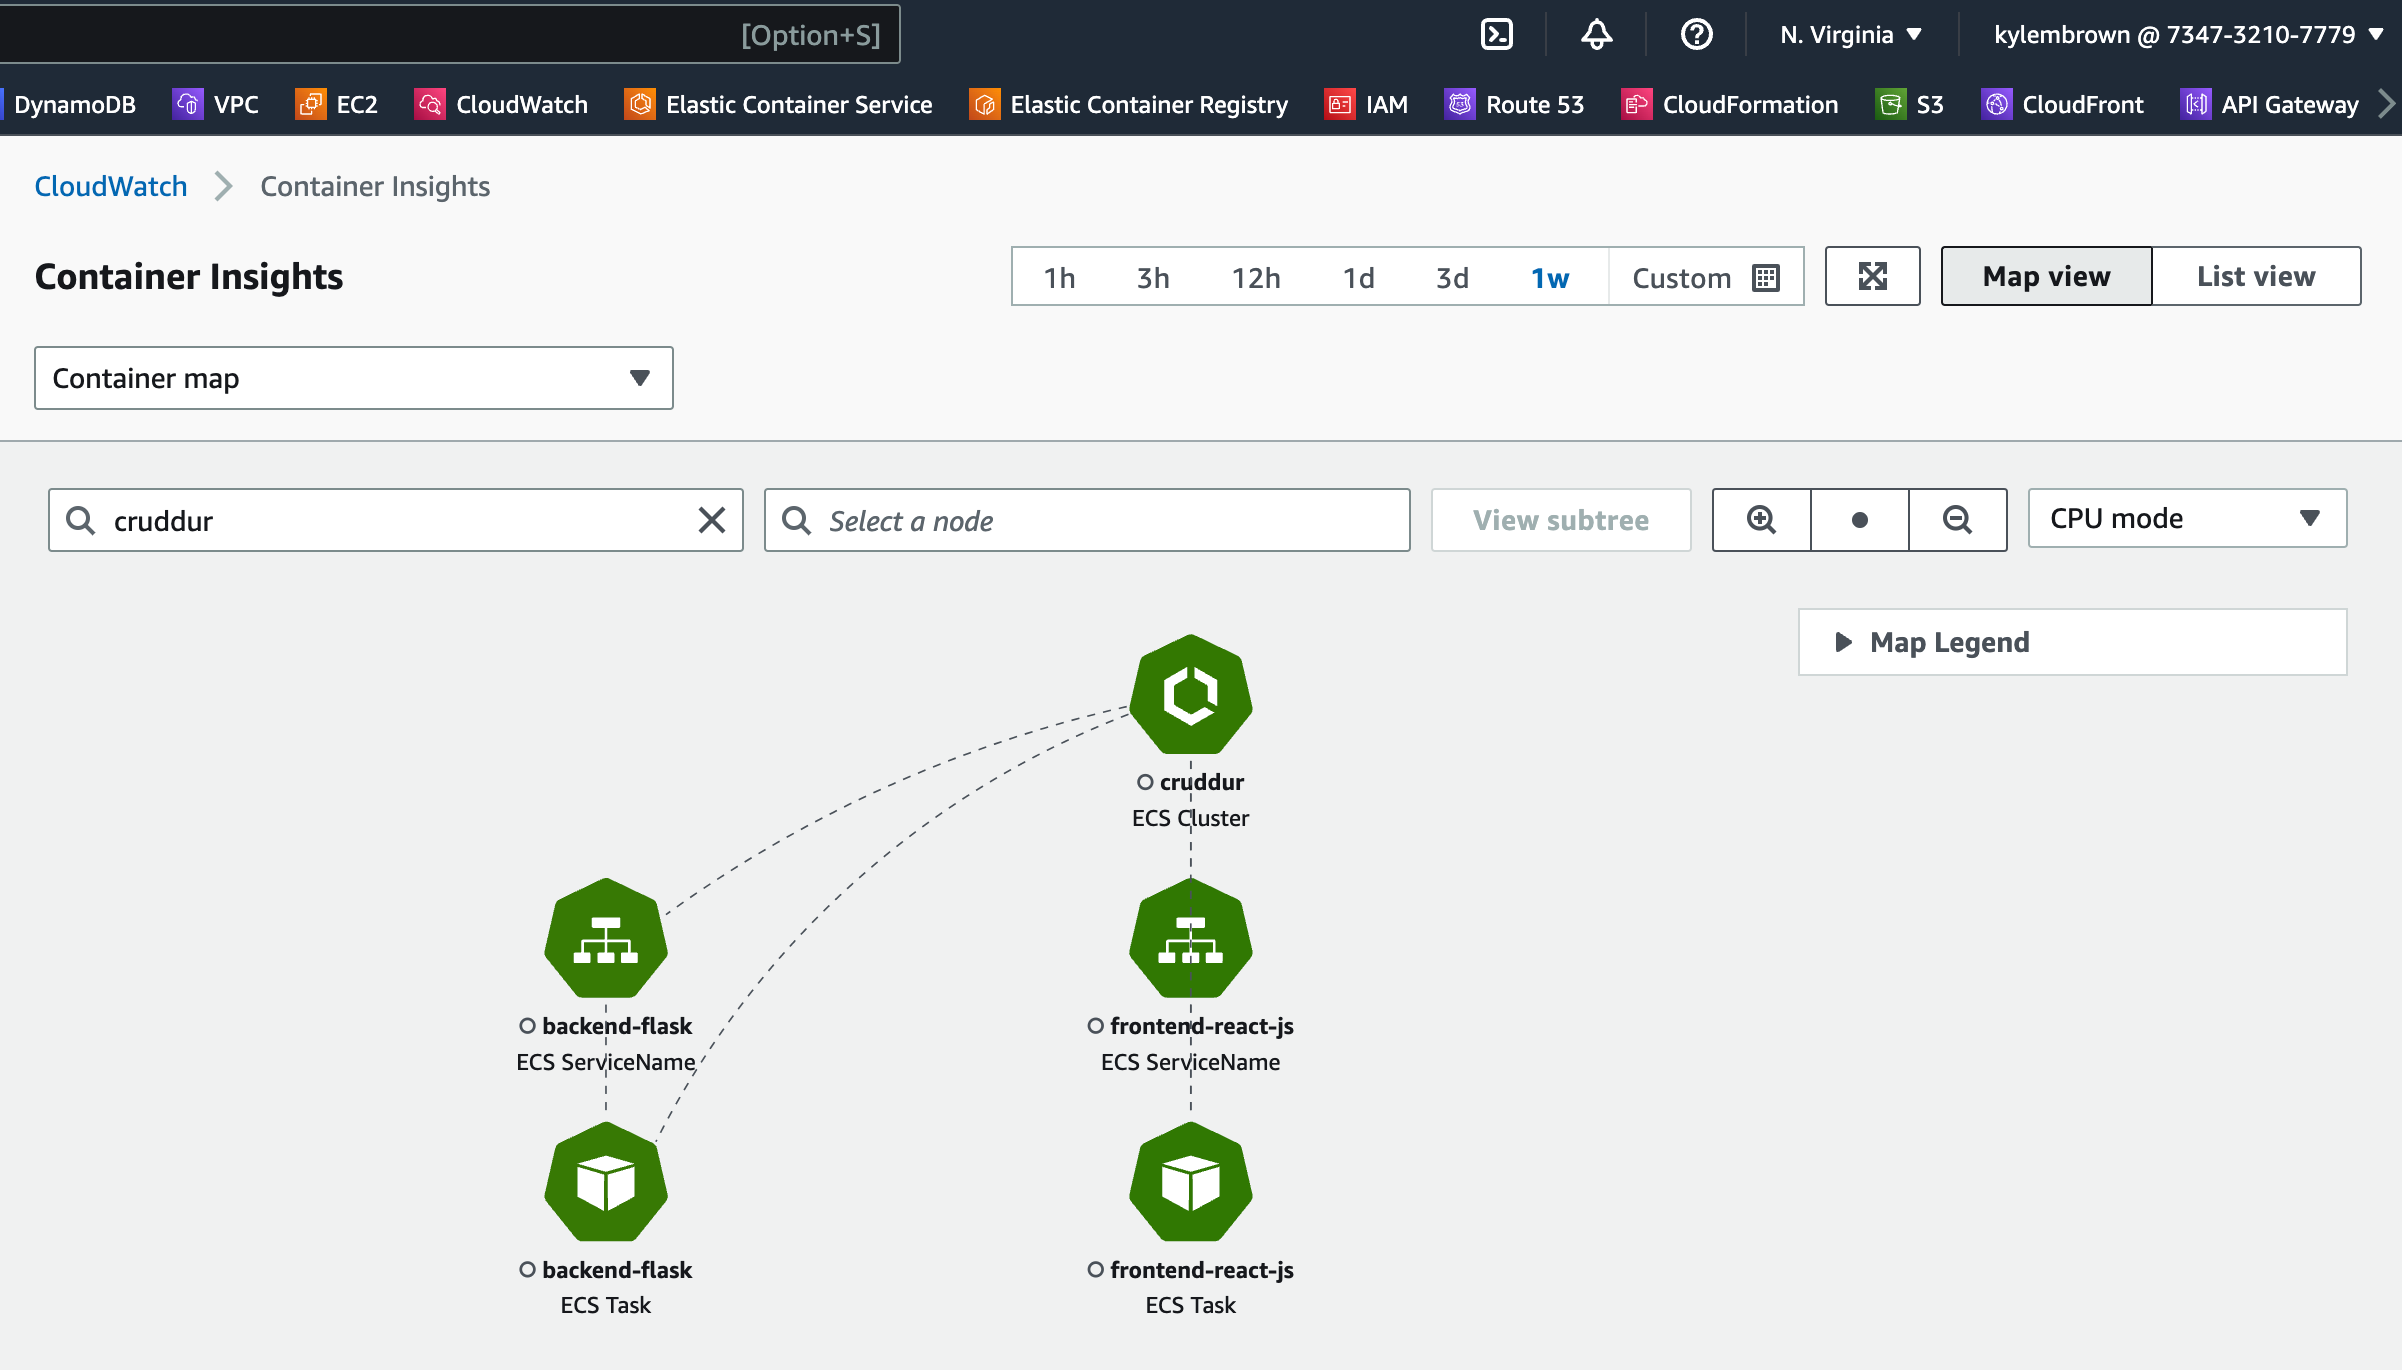 [Option+S]
N. Virginia
kylembrown @ 7347-3210-7779
DynamoDB
VPC
EC2
CloudWatch
Elastic Container Service
Elastic Container Registry
IAM
Route 53
CloudFormation
S3
CloudFront
API Gateway
CloudWatch
Container Insights
Container Insights
1h
3h
12h
1d
3d
1w
Custom
Map view
List view
Container map
cruddur
Select a node
View subtree
CPU mode
Map Legend
cruddur
ECS Cluster
backend-flask
ECS ServiceName
frontend-react-js
ECS ServiceName
backend-flask
ECS Task
frontend-react-js
ECS Task